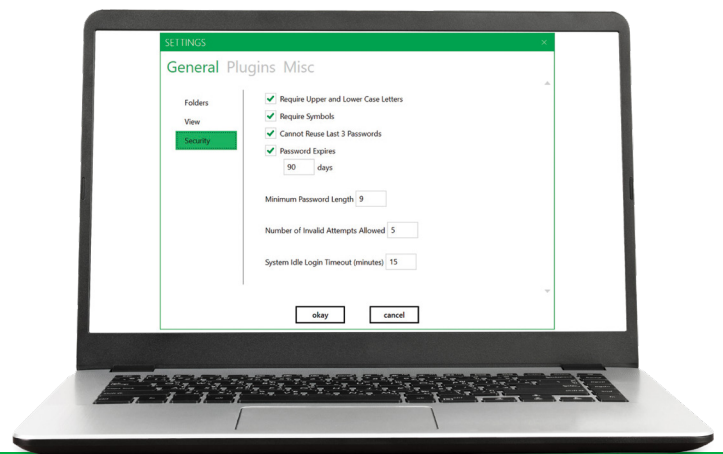 SETTINGS
General Plugins Misc
Folders
View
Security
Require Upper and Lower Case Letters
Require Symbols
Cannot Reuse Last 3 Passwords
Password Expires
90 days
Minimum Password Length 9
Number of Invalid Attempts Allowed 5
System Idle Login Timeout (minutes) 15
okay cancel